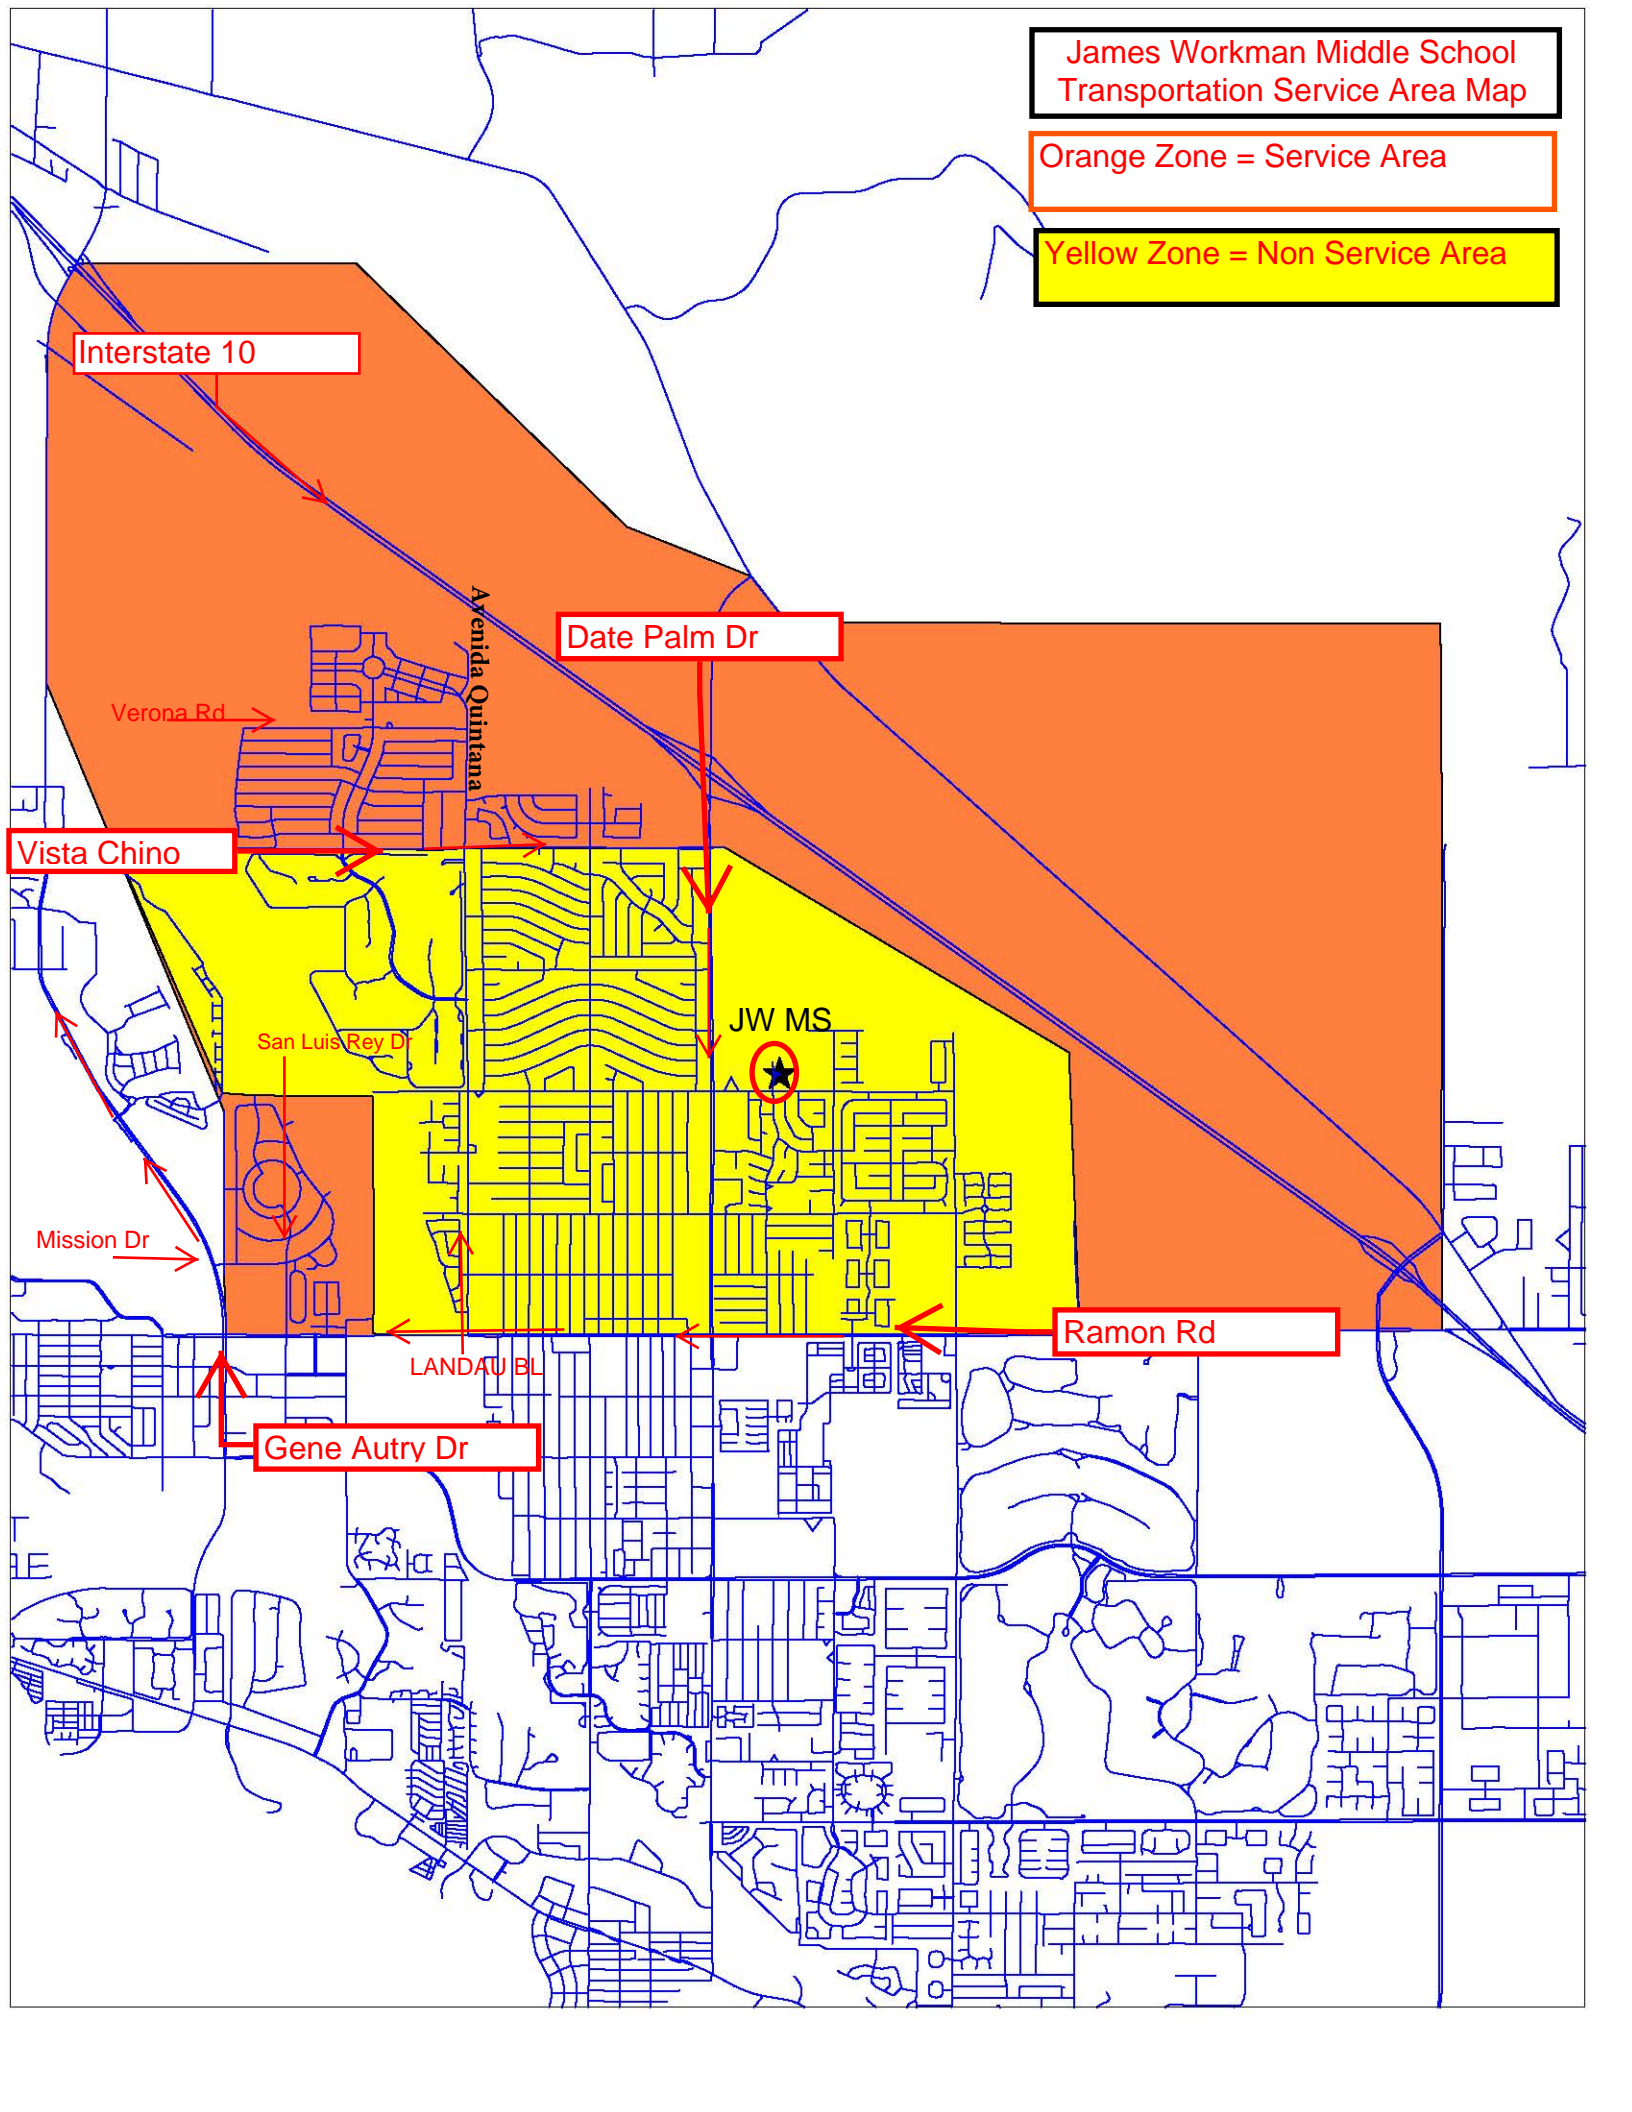 James Workman Middle School
Transportation Service Area Map
Orange Zone = Service Area
Yellow Zone = Non Service Area
Interstate 10
Avenida Quintana
Date Palm Dr
Verona Rd
Vista Chino
JW MS
San Luis Rey Dr
Mission Dr
Ramon Rd
LANDAU BL
Gene Autry Dr